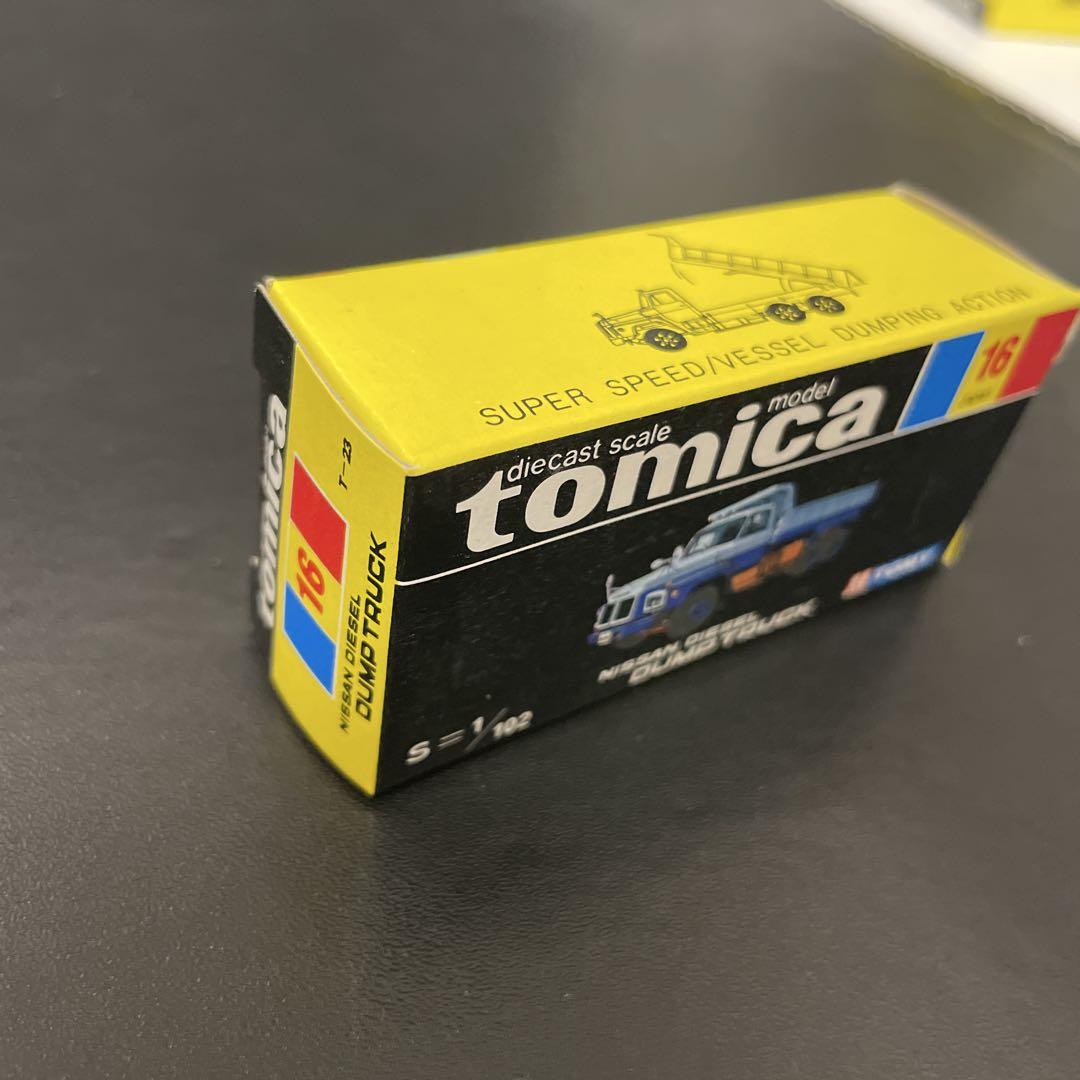 SUPER SPEED/VESSEL DUMPING ACTION
diecast scale model
tomica
16
NISSAN DIESEL
DUMP TRUCK
TOMY
S = 1/102
tomica
T-23
16
NISSAN DIESEL
DUMP TRUCK